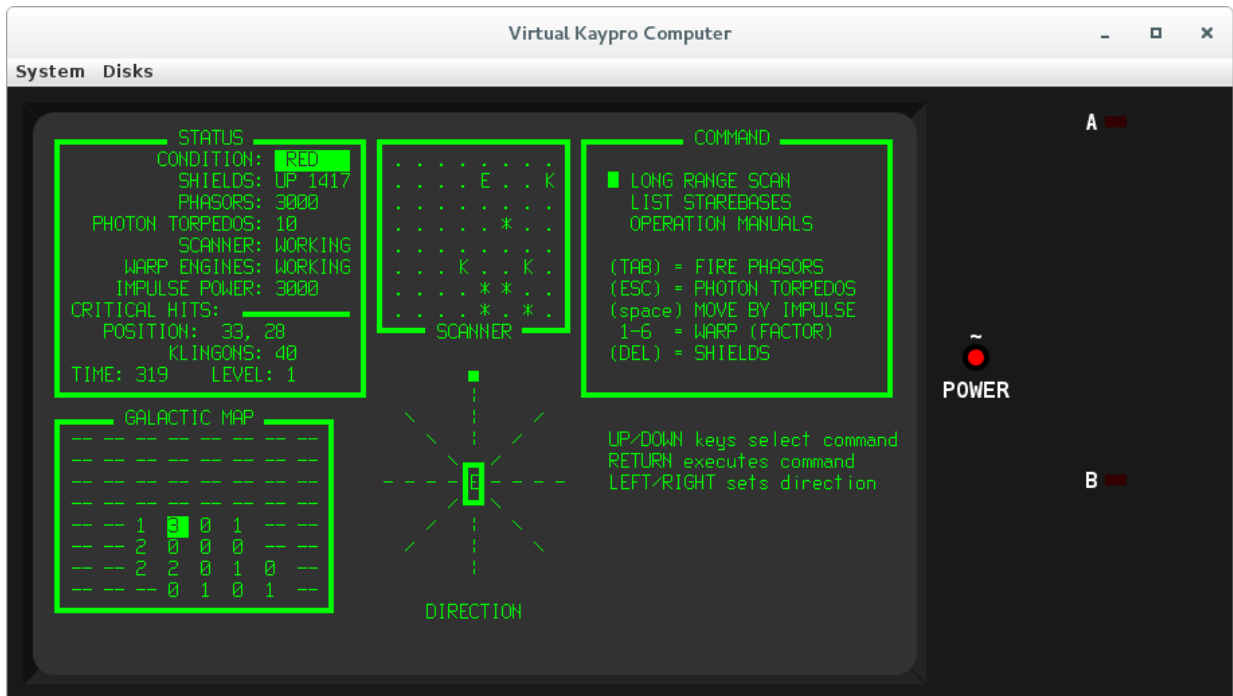 Virtual Kaypro Computer
System Disks
STATUS
CONDITION: RED
SHIELDS: UP 1417
PHASORS: 3000
PHOTON TORPEDOS: 10
SCANNER: WORKING
WARP ENGINES: WORKING
IMPULSE POWER: 3000
CRITICAL HITS:
POSITION: 33, 28
KLINGONS: 40
TIME: 319 LEVEL: 1
. . . . . . . .
. . . . E . . K
. . . . . . . .
. . . . . * . .
. . . . . . . .
. . . K . . K .
. . . . * * . .
. . . . * . * .
SCANNER
COMMAND
LONG RANGE SCAN
LIST STAREBASES
OPERATION MANUALS
(TAB) = FIRE PHASORS
(ESC) = PHOTON TORPEDOS
(space) MOVE BY IMPULSE
1-6 = WARP (FACTOR)
(DEL) = SHIELDS
GALACTIC MAP
-- -- -- -- -- -- -- --
-- -- -- -- -- -- -- --
-- -- -- -- -- -- -- --
-- -- -- -- -- -- -- --
-- -- 1 3 0 1 -- --
-- -- 2 0 0 0 -- --
-- -- 2 2 0 1 0 --
-- -- -- 0 1 0 1 --
E
DIRECTION
UP/DOWN keys select command
RETURN executes command
LEFT/RIGHT sets direction
A
~
POWER
B